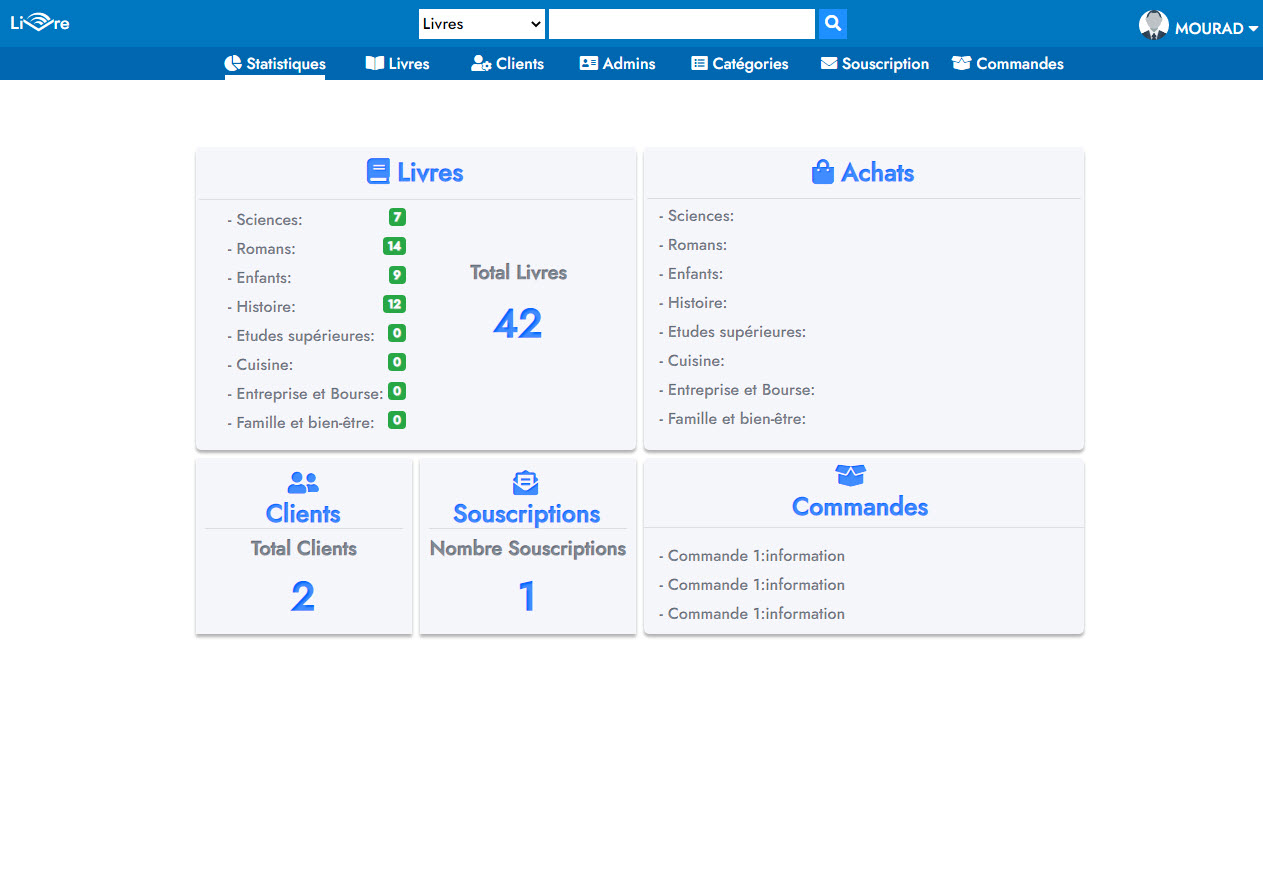 Livre
Livres
MOURAD
Statistiques Livres Clients Admins Catégories Souscription Commandes
Livres
- Sciences: 7
- Romans: 14
- Enfants: 9
- Histoire: 12
- Etudes supérieures: 0
- Cuisine: 0
- Entreprise et Bourse: 0
- Famille et bien-être: 0
Total Livres
42
Achats
- Sciences:
- Romans:
- Enfants:
- Histoire:
- Etudes supérieures:
- Cuisine:
- Entreprise et Bourse:
- Famille et bien-être:
Clients
Total Clients
2
Souscriptions
Nombre Souscriptions
1
Commandes
- Commande 1:information
- Commande 1:information
- Commande 1:information